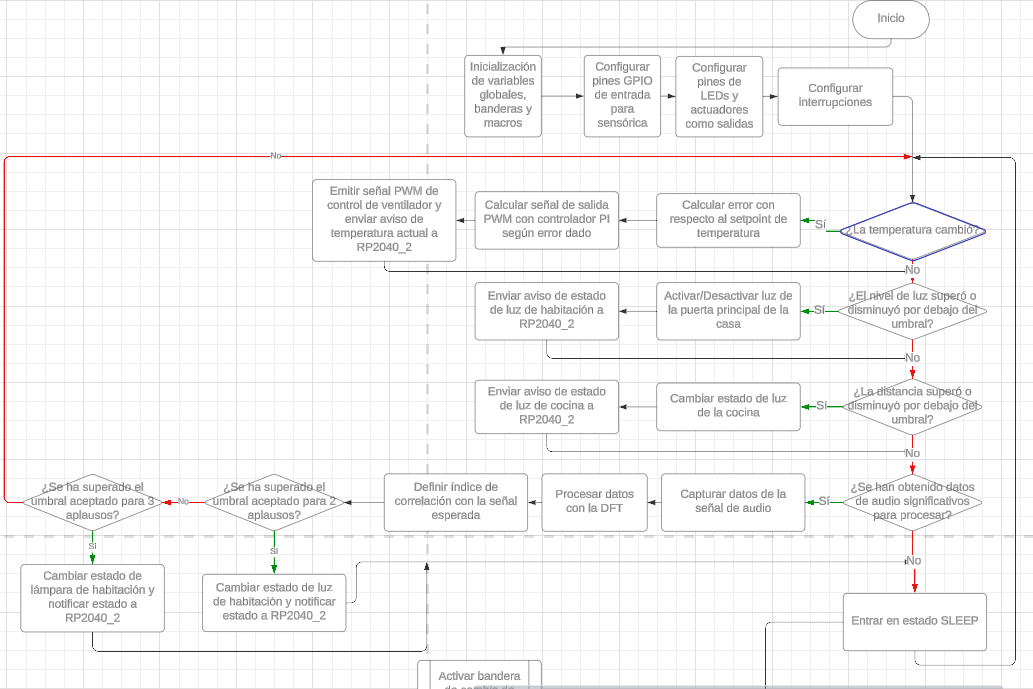 Inicio
Inicialización
de variables
globales,
banderas y
macros
Configurar
pines GPIO
de entrada
para
sensórica
Configurar
pines de
LEDs y
actuadores
como salidas
Configurar
interrupciones
No
Emitir señal PWM de
control de ventilador y
enviar aviso de
temperatura actual a
RP2040_2
Calcular señal de salida
PWM con controlador PI
según error dado
Calcular error con
respecto al setpoint de
temperatura
Sí
¿La temperatura cambió?
No
Enviar aviso de estado
de luz de habitación a
RP2040_2
Activar/Desactivar luz de
la puerta principal de la
casa
Sí
¿El nivel de luz superó o
disminuyó por debajo del
umbral?
No
Enviar aviso de estado
de luz de cocina a
RP2040_2
Cambiar estado de luz
de la cocina
Sí
¿La distancia superó o
disminuyó por debajo del
umbral?
No
¿Se ha superado el
umbral aceptado para 3
aplausos?
No
¿Se ha superado el
umbral aceptado para 2
aplausos?
Definir índice de
correlación con la señal
esperada
Procesar datos
con la DFT
Capturar datos de la
señal de audio
Sí
¿Se han obtenido datos
de audio significativos
para procesar?
Sí
Sí
No
Cambiar estado de
lámpara de habitación y
notificar estado a
RP2040_2
Cambiar estado de luz
de habitación y notificar
estado a RP2040_2
Entrar en estado SLEEP
Activar bandera